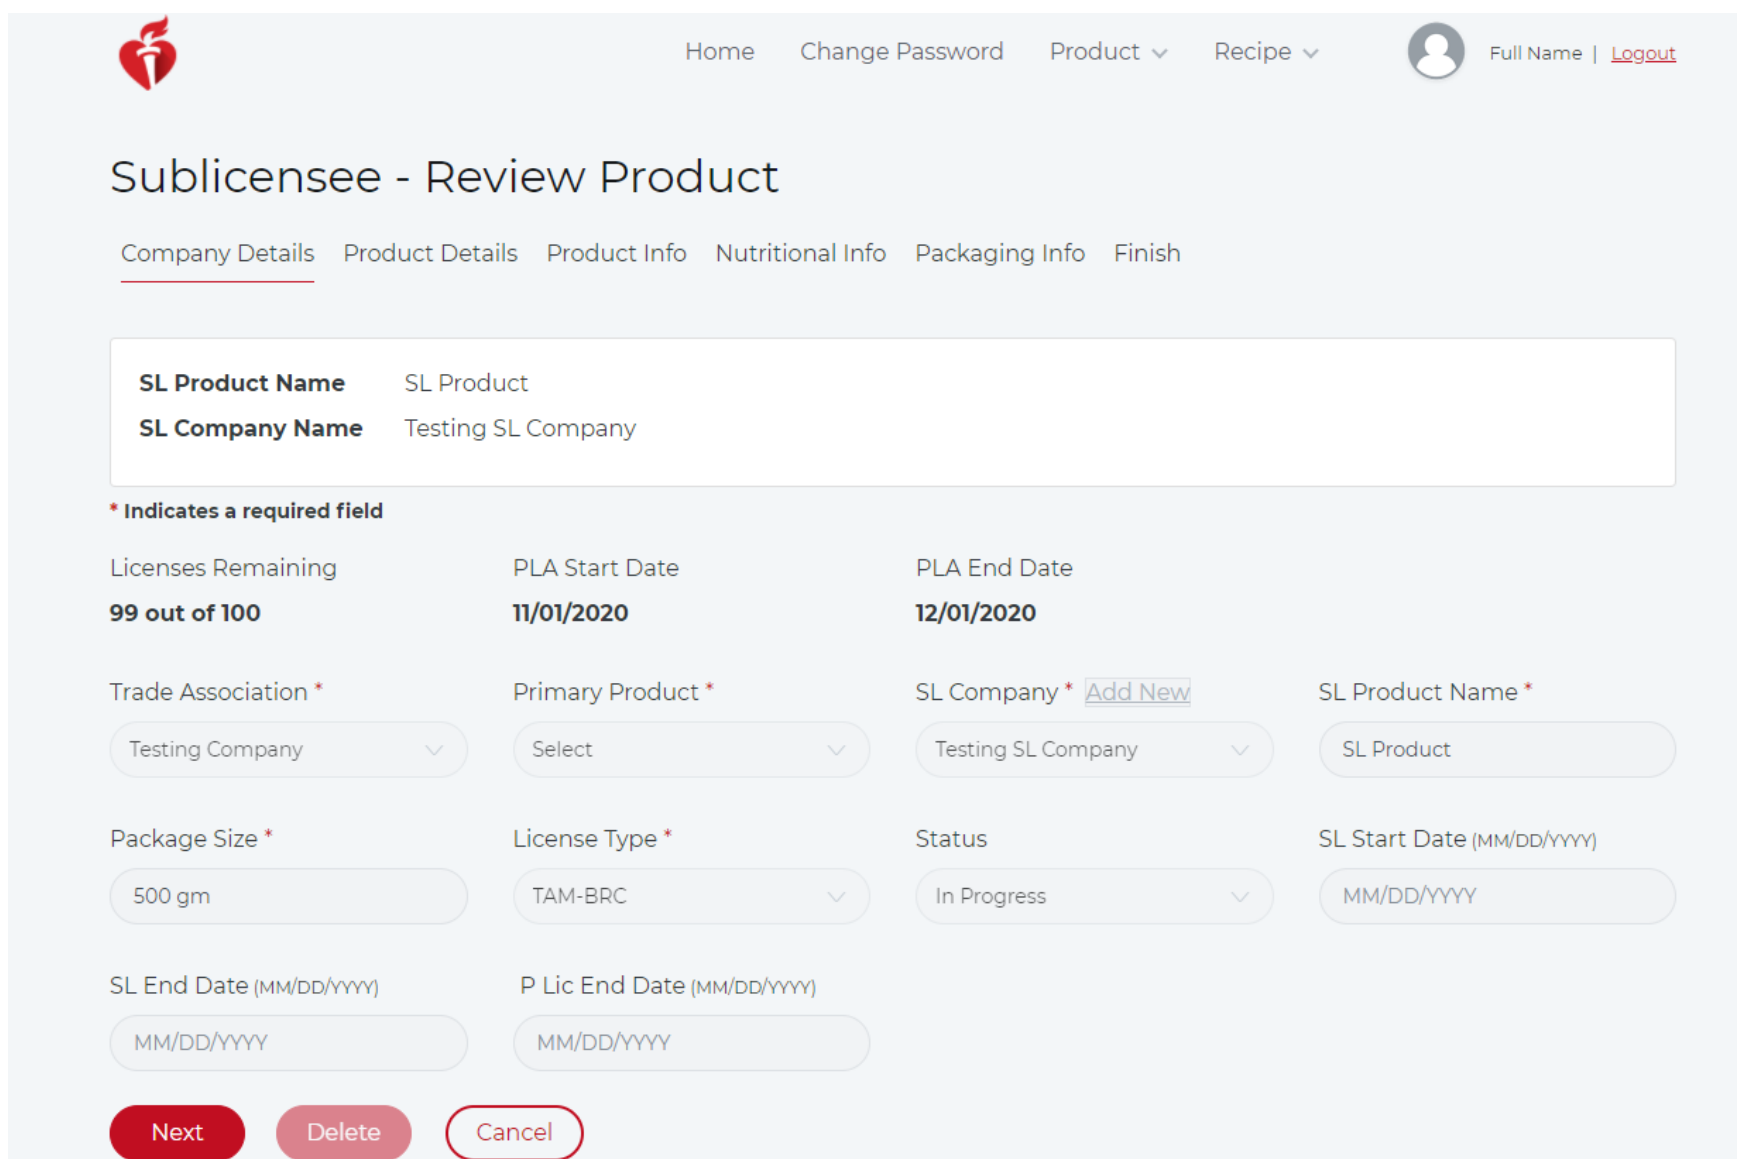 Home Change Password Product Recipe Full Name | Logout
Sublicensee - Review Product
Company Details Product Details Product Info Nutritional Info Packaging Info Finish
SL Product Name SL Product
SL Company Name Testing SL Company
* Indicates a required field
Licenses Remaining PLA Start Date PLA End Date
99 out of 100 11/01/2020 12/01/2020
Trade Association * Primary Product * SL Company * Add New SL Product Name *
Testing Company Select Testing SL Company SL Product
Package Size * License Type * Status SL Start Date (MM/DD/YYYY)
500 gm TAM-BRC In Progress MM/DD/YYYY
SL End Date (MM/DD/YYYY) P Lic End Date (MM/DD/YYYY)
MM/DD/YYYY MM/DD/YYYY
Next Delete Cancel